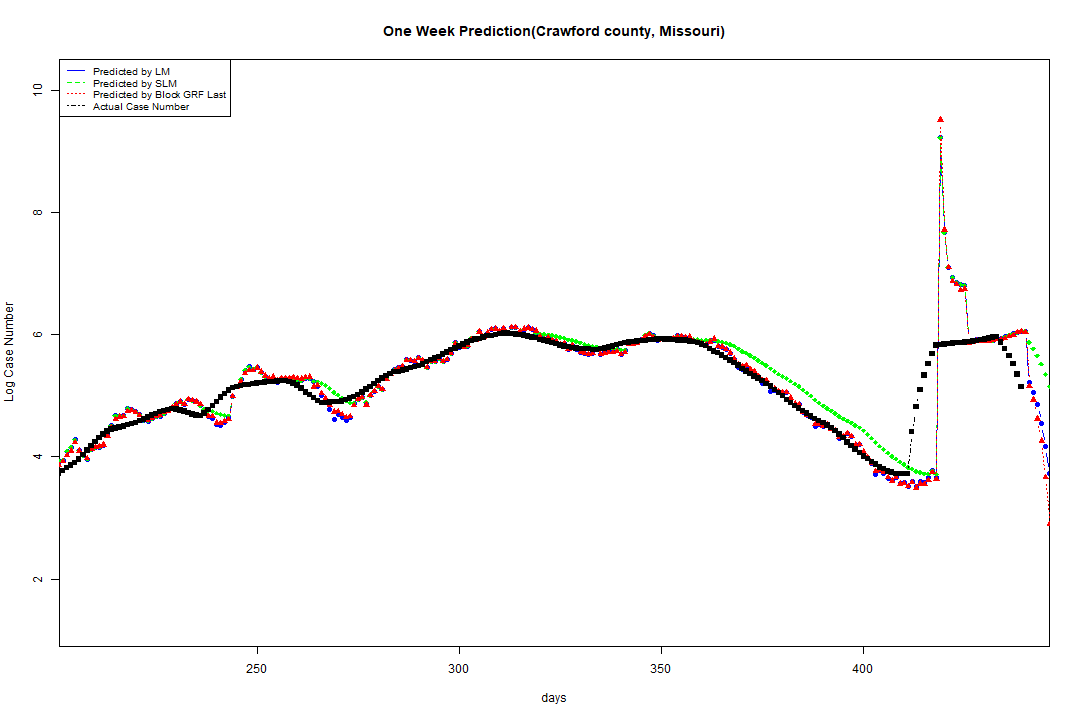 One Week Prediction(Crawford county, Missouri)
Predicted by LM
Predicted by SLM
Predicted by Block GRF Last
Actual Case Number
10
8
6
4
2
Log Case Number
250
300
350
400
days